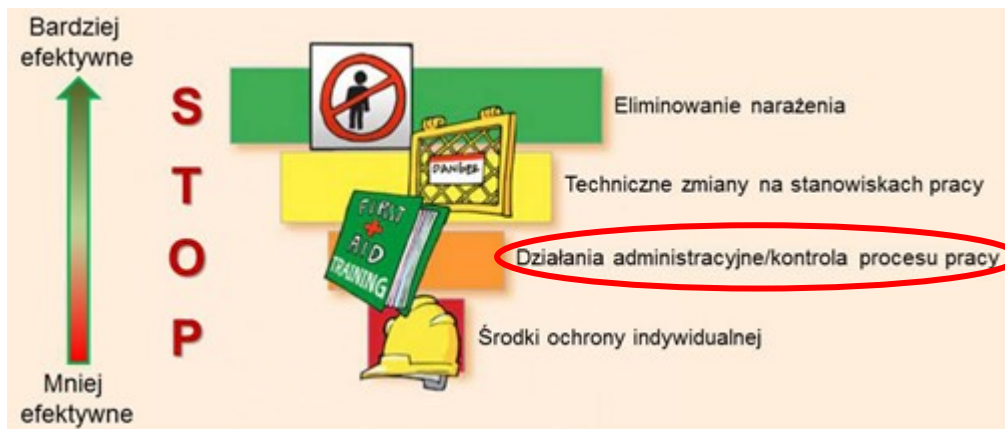 Bardziej
efektywne
S
Eliminowanie narażenia
DANGER
T
Techniczne zmiany na stanowiskach pracy
FIRST
+
AID
TRAINING
O
Działania administracyjne/kontrola procesu pracy
P
Środki ochrony indywidualnej
Mniej
efektywne